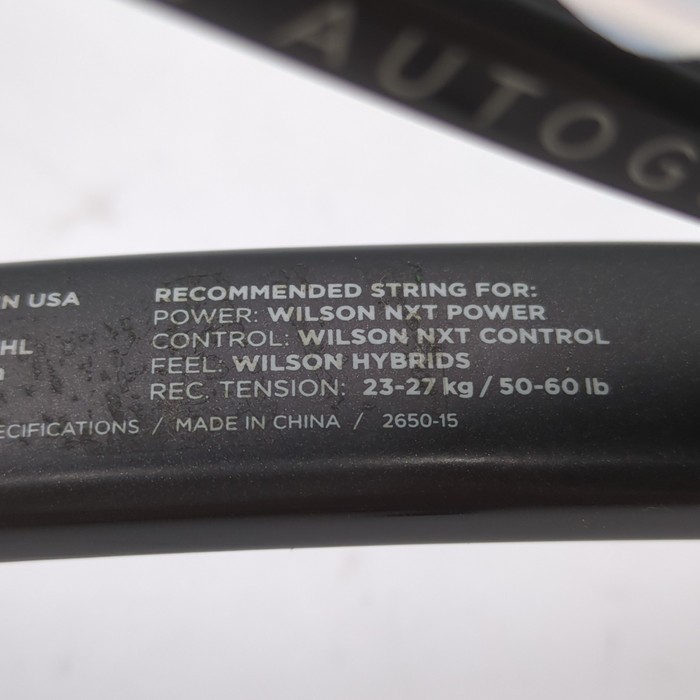 AUTOG
N USA
HL
RECOMMENDED STRING FOR:
POWER: WILSON NXT POWER
CONTROL: WILSON NXT CONTROL
FEEL: WILSON HYBRIDS
REC. TENSION: 23-27 kg / 50-60 lb
ECIFICATIONS / MADE IN CHINA / 2650-15